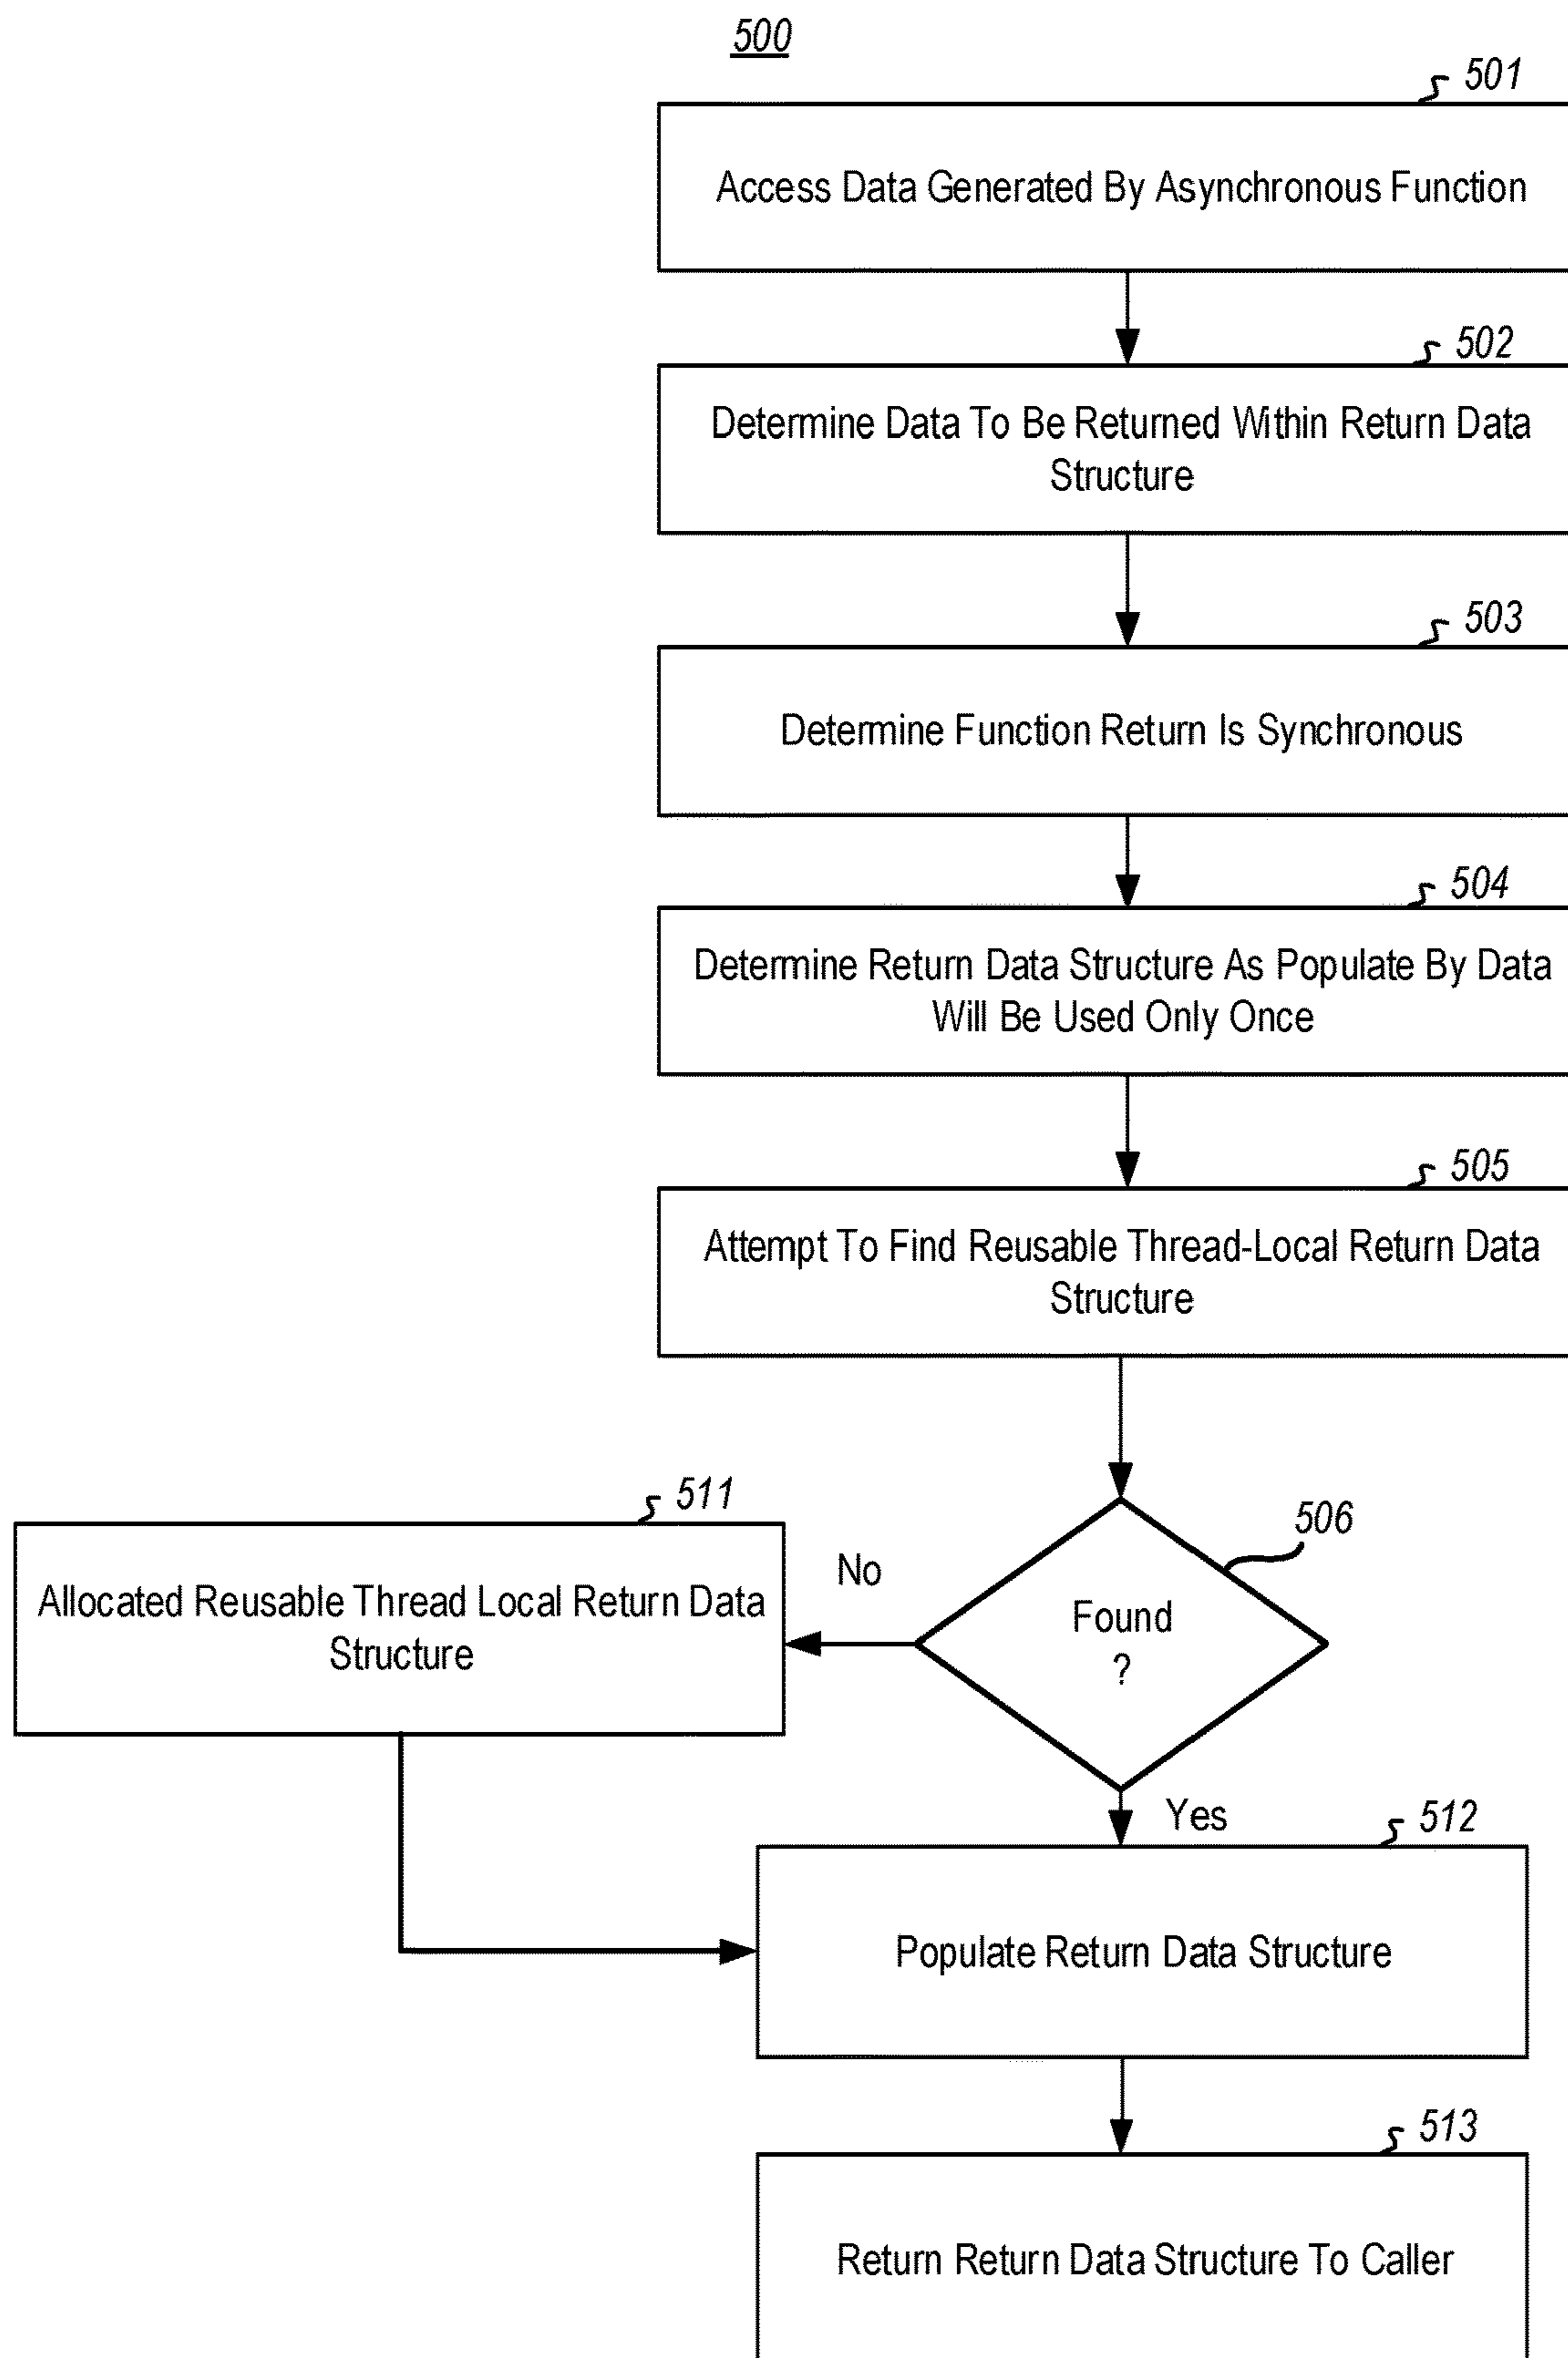 500
501
Access Data Generated By Asynchronous Function
502
Determine Data To Be Returned Within Return Data
Structure
503
Determine Function Return Is Synchronous
504
Determine Return Data Structure As Populate By Data
Will Be Used Only Once
505
Attempt To Find Reusable Thread-Local Return Data
Structure
506
Found
?
No
511
Allocated Reusable Thread Local Return Data
Structure
Yes
512
Populate Return Data Structure
513
Return Return Data Structure To Caller